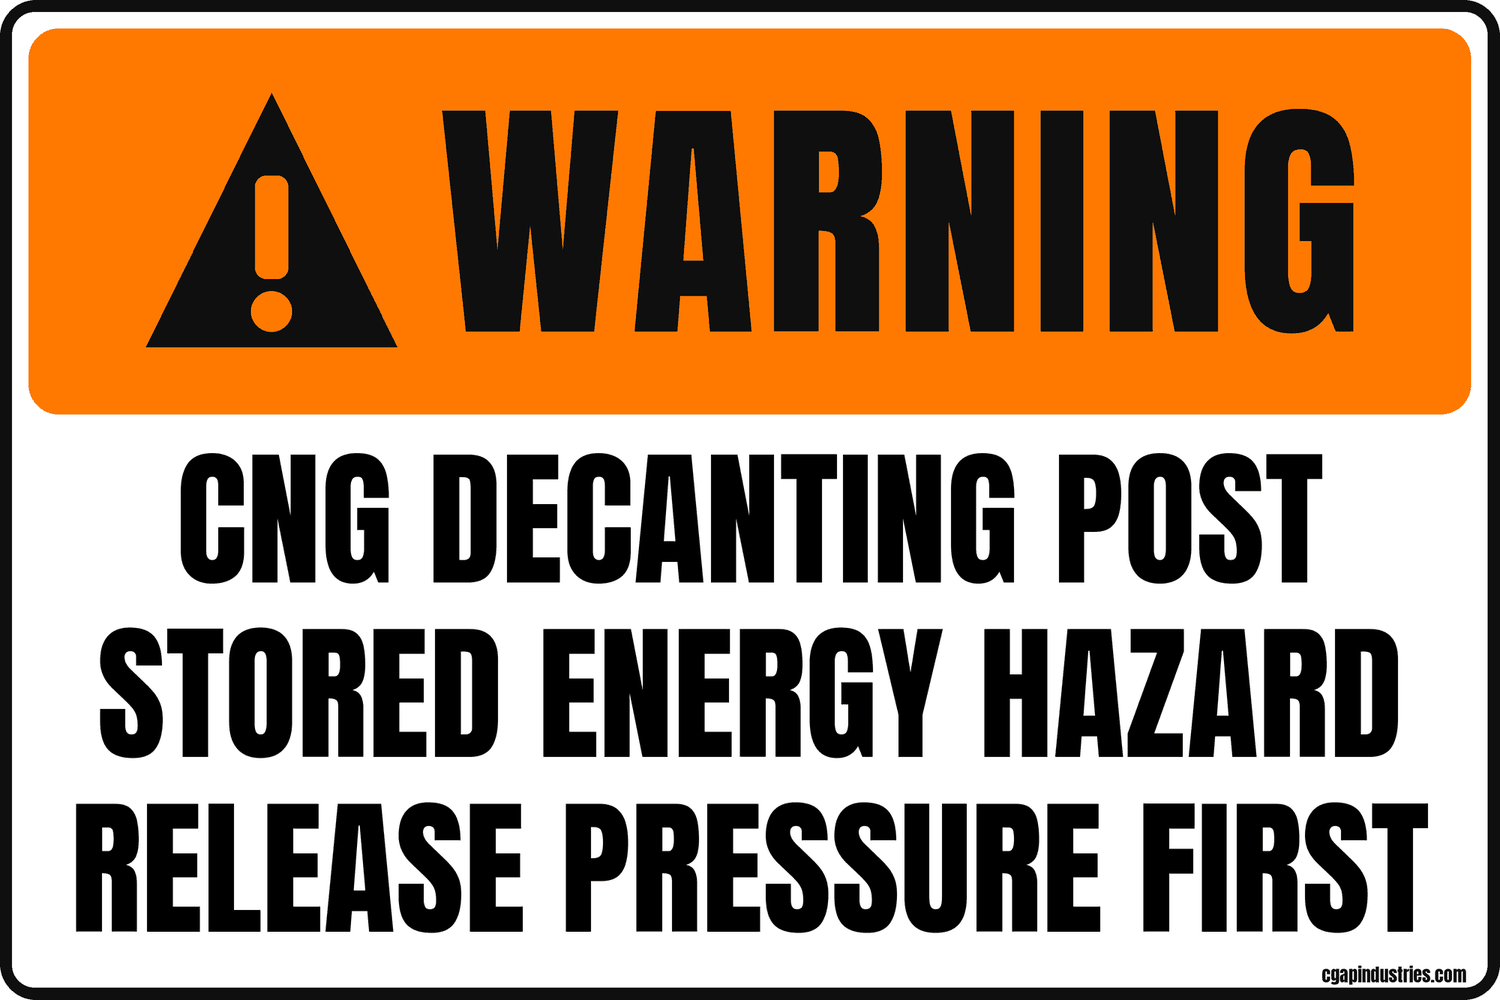 WARNING
CNG DECANTING POST
STORED ENERGY HAZARD
RELEASE PRESSURE FIRST
cgapindustries.com